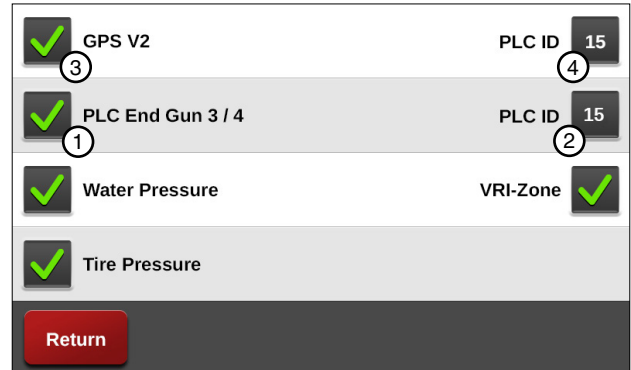 GPS V2 PLC ID 15
3 4
PLC End Gun 3 / 4 PLC ID 15
1 2
Water Pressure VRI-Zone
Tire Pressure
Return